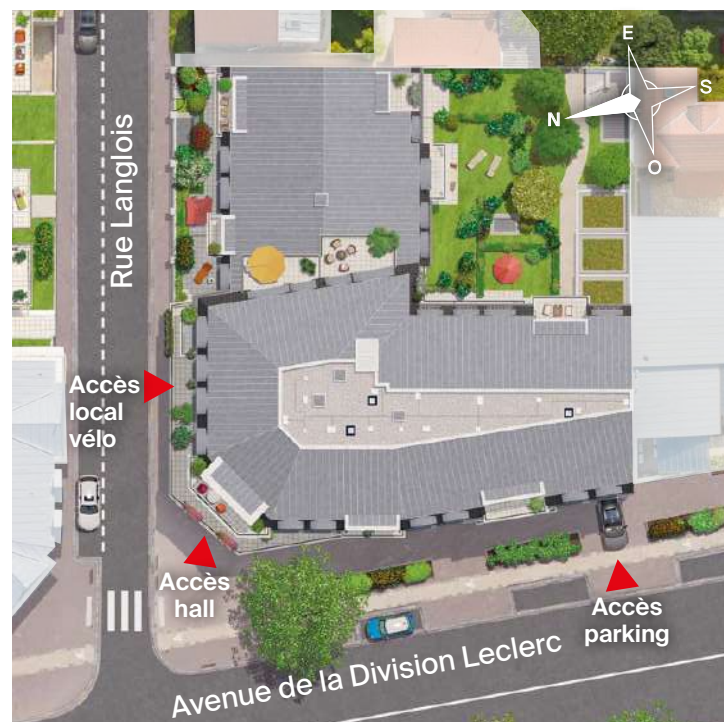 E
S
N
O
Rue Langlois
Accès
local
vélo
Accès
hall
Accès
parking
Avenue de la Division Leclerc